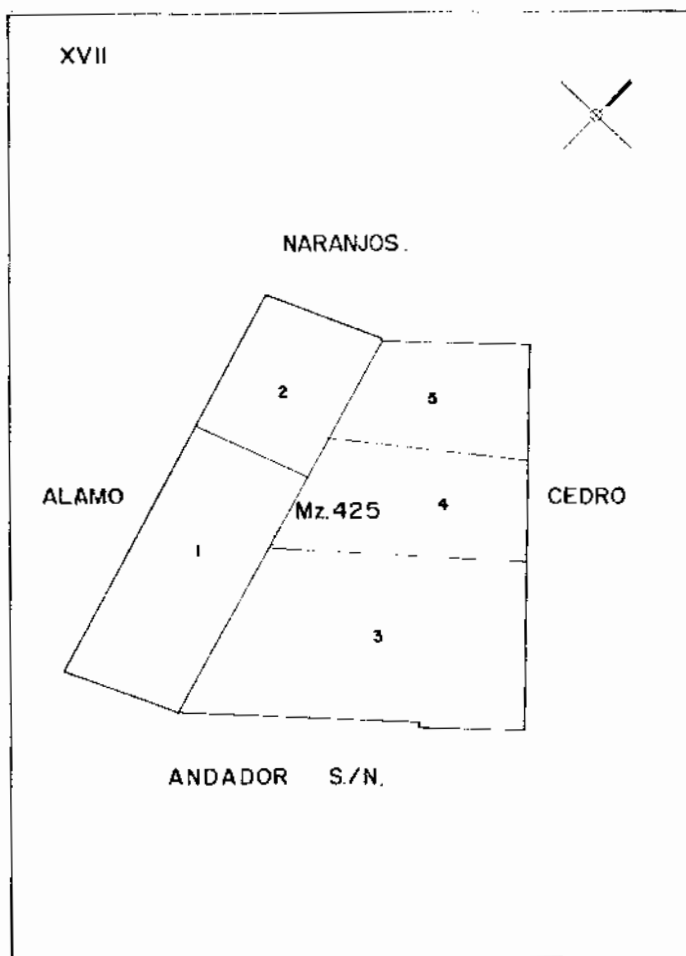 XVII
NARANJOS.
2
5
ALAMO
Mz. 425
4
CEDRO
1
3
ANDADOR S./N.